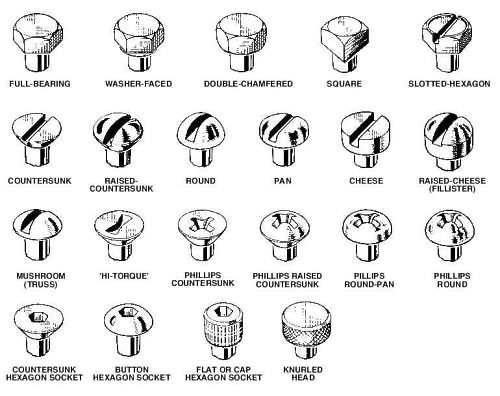 FULL-BEARING
WASHER-FACED
DOUBLE-CHAMFERED
SQUARE
SLOTTED-HEXAGON
COUNTERSUNK
RAISED-
COUNTERSUNK
ROUND
PAN
CHEESE
RAISED-CHEESE
(FILLISTER)
MUSHROOM
(TRUSS)
'HI-TORQUE'
PHILLIPS
COUNTERSUNK
PHILLIPS RAISED
COUNTERSUNK
PILLIPS
ROUND-PAN
PHILLIPS
ROUND
COUNTERSUNK
HEXAGON SOCKET
BUTTON
HEXAGON SOCKET
FLAT OR CAP
HEXAGON SOCKET
KNURLED
HEAD